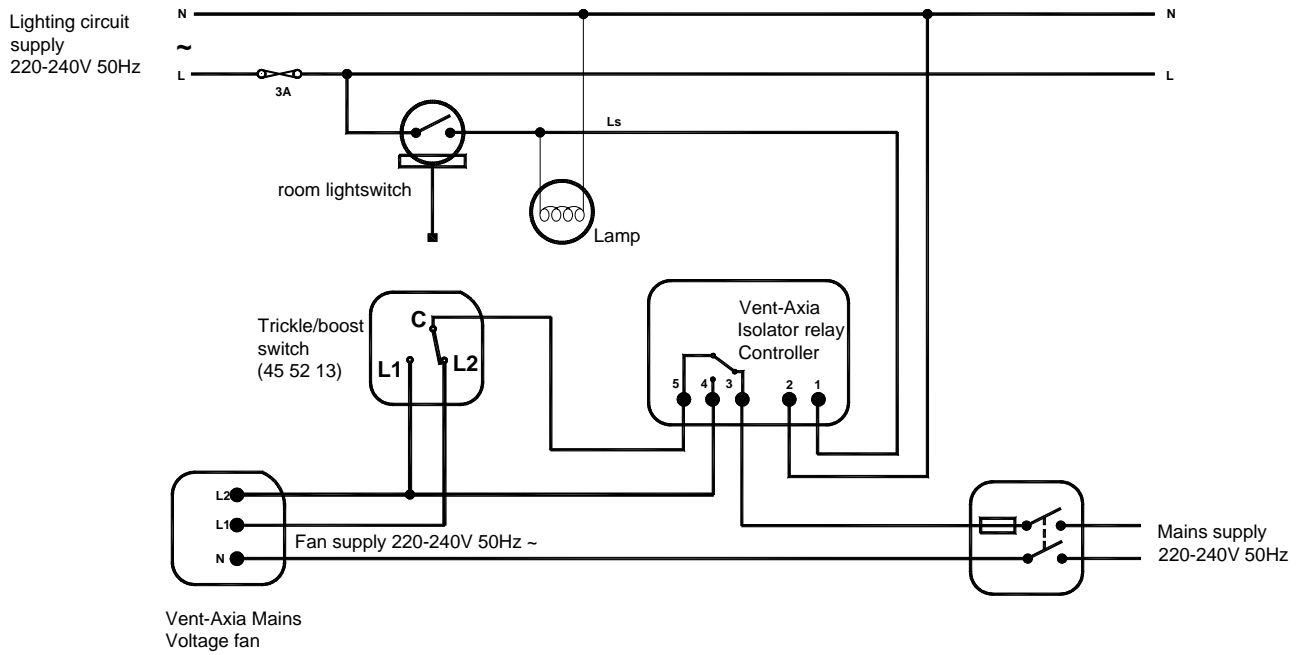 Lighting circuit
supply
~
220-240V 50Hz
N
N
L
L
3A
Ls
room lightswitch
Lamp
Trickle/boost
switch
(45 52 13)
C
L1
L2
Vent-Axia
Isolator relay
Controller
5 4 3 2 1
L2
L1
N
Fan supply 220-240V 50Hz ~
Mains supply
220-240V 50Hz
Vent-Axia Mains
Voltage fan